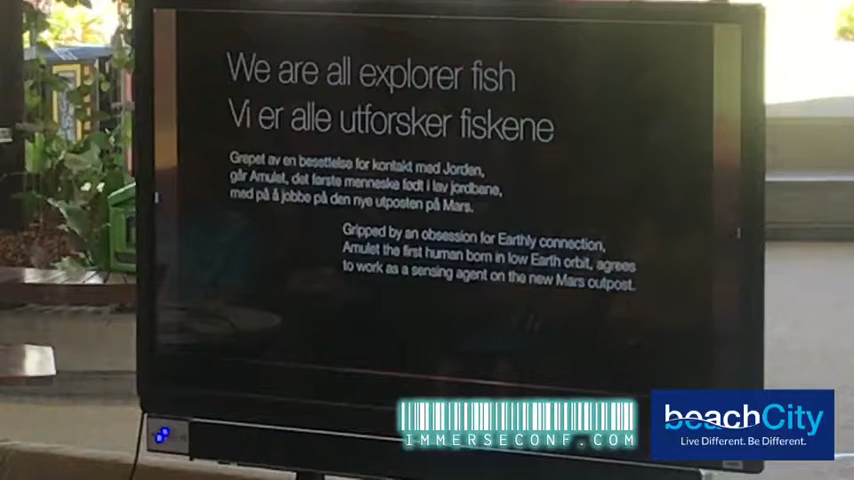 We are all explorer fish
Vi er alle utforsker fiskene
Grepet av en besettelse for kontakt med Jorden,
går Amulet, det første menneske født i lav jordbane,
med på å jobbe på den nye utposten på Mars.
Gripped by an obsession for Earthly connection,
Amulet the first human born in low Earth orbit, agrees
to work as a sensing agent on the new Mars outpost.
IMMERSECONF.COM
beachCity
Live Different. Be Different.